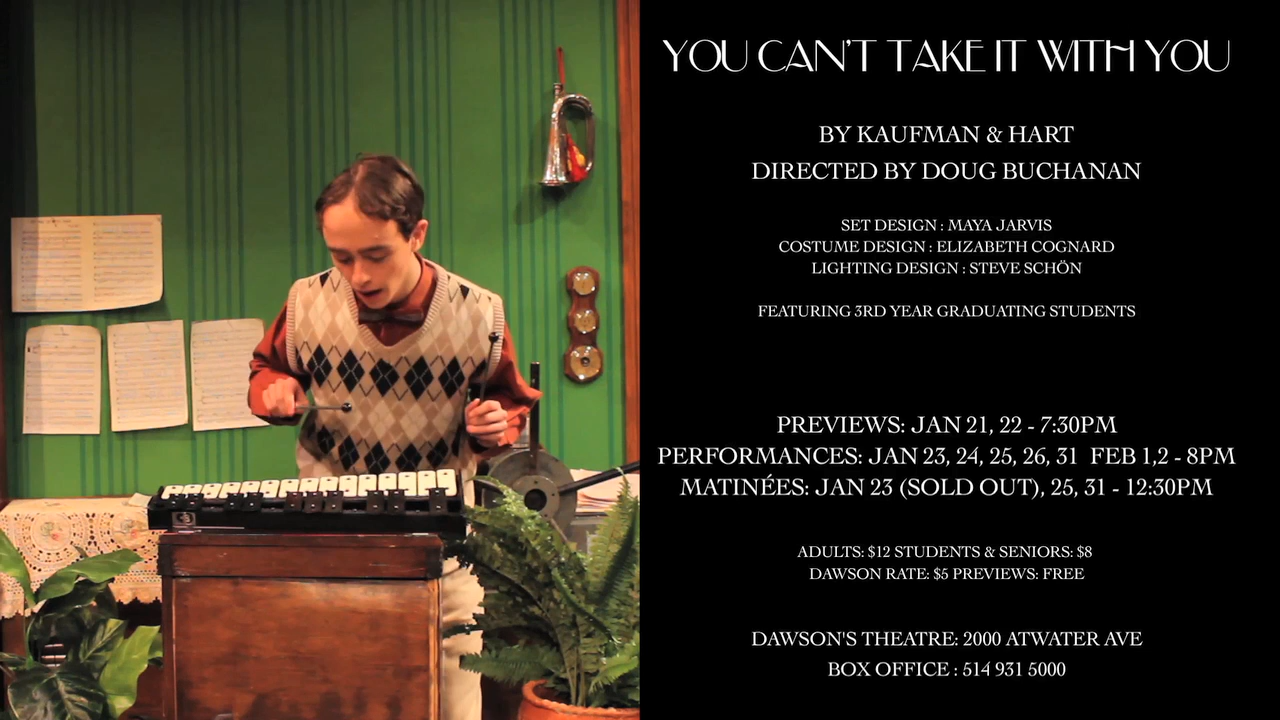 YOU CAN'T TAKE IT WITH YOU
BY KAUFMAN & HART
DIRECTED BY DOUG BUCHANAN
SET DESIGN : MAYA JARVIS
COSTUME DESIGN : ELIZABETH COGNARD
LIGHTING DESIGN : STEVE SCHÖN
FEATURING 3RD YEAR GRADUATING STUDENTS
PREVIEWS: JAN 21, 22 - 7:30PM
PERFORMANCES: JAN 23, 24, 25, 26, 31 FEB 1,2 - 8PM
MATINÉES: JAN 23 (SOLD OUT), 25, 31 - 12:30PM
ADULTS: $12 STUDENTS & SENIORS: $8
DAWSON RATE: $5 PREVIEWS: FREE
DAWSON'S THEATRE: 2000 ATWATER AVE
BOX OFFICE : 514 931 5000